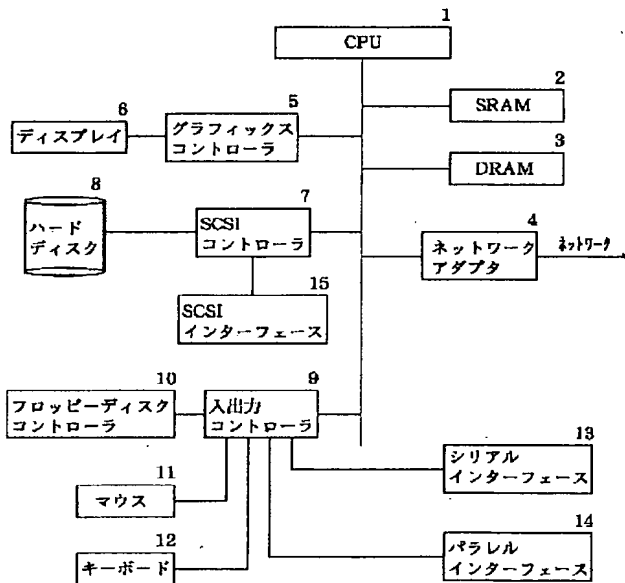 1
CPU
2
SRAM
3
DRAM
4
ネットワーク
アダプタ
ネットワーク
5
グラフィックス
コントローラ
6
ディスプレイ
7
SCSI
コントローラ
8
ハード
ディスク
15
SCSI
インターフェース
9
入出力
コントローラ
10
フロッピーディスク
コントローラ
11
マウス
12
キーボード
13
シリアル
インターフェース
14
パラレル
インターフェース